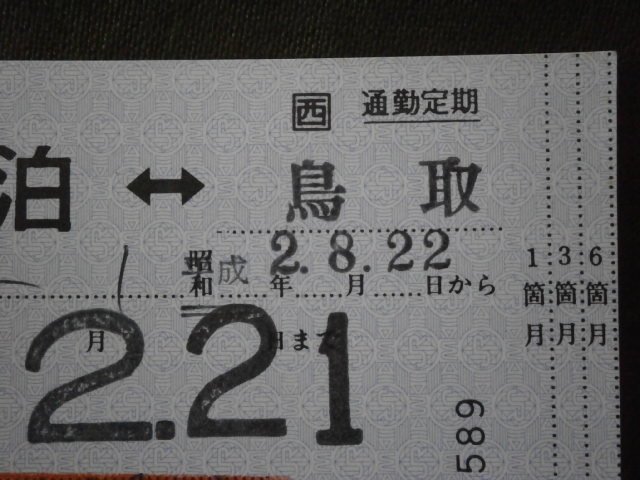 西 通勤定期
泊 ↔ 鳥取
昭和 平成 2.8.22
年 月 日から
月 日まで
2.21
1箇月 3箇月 6箇月
589